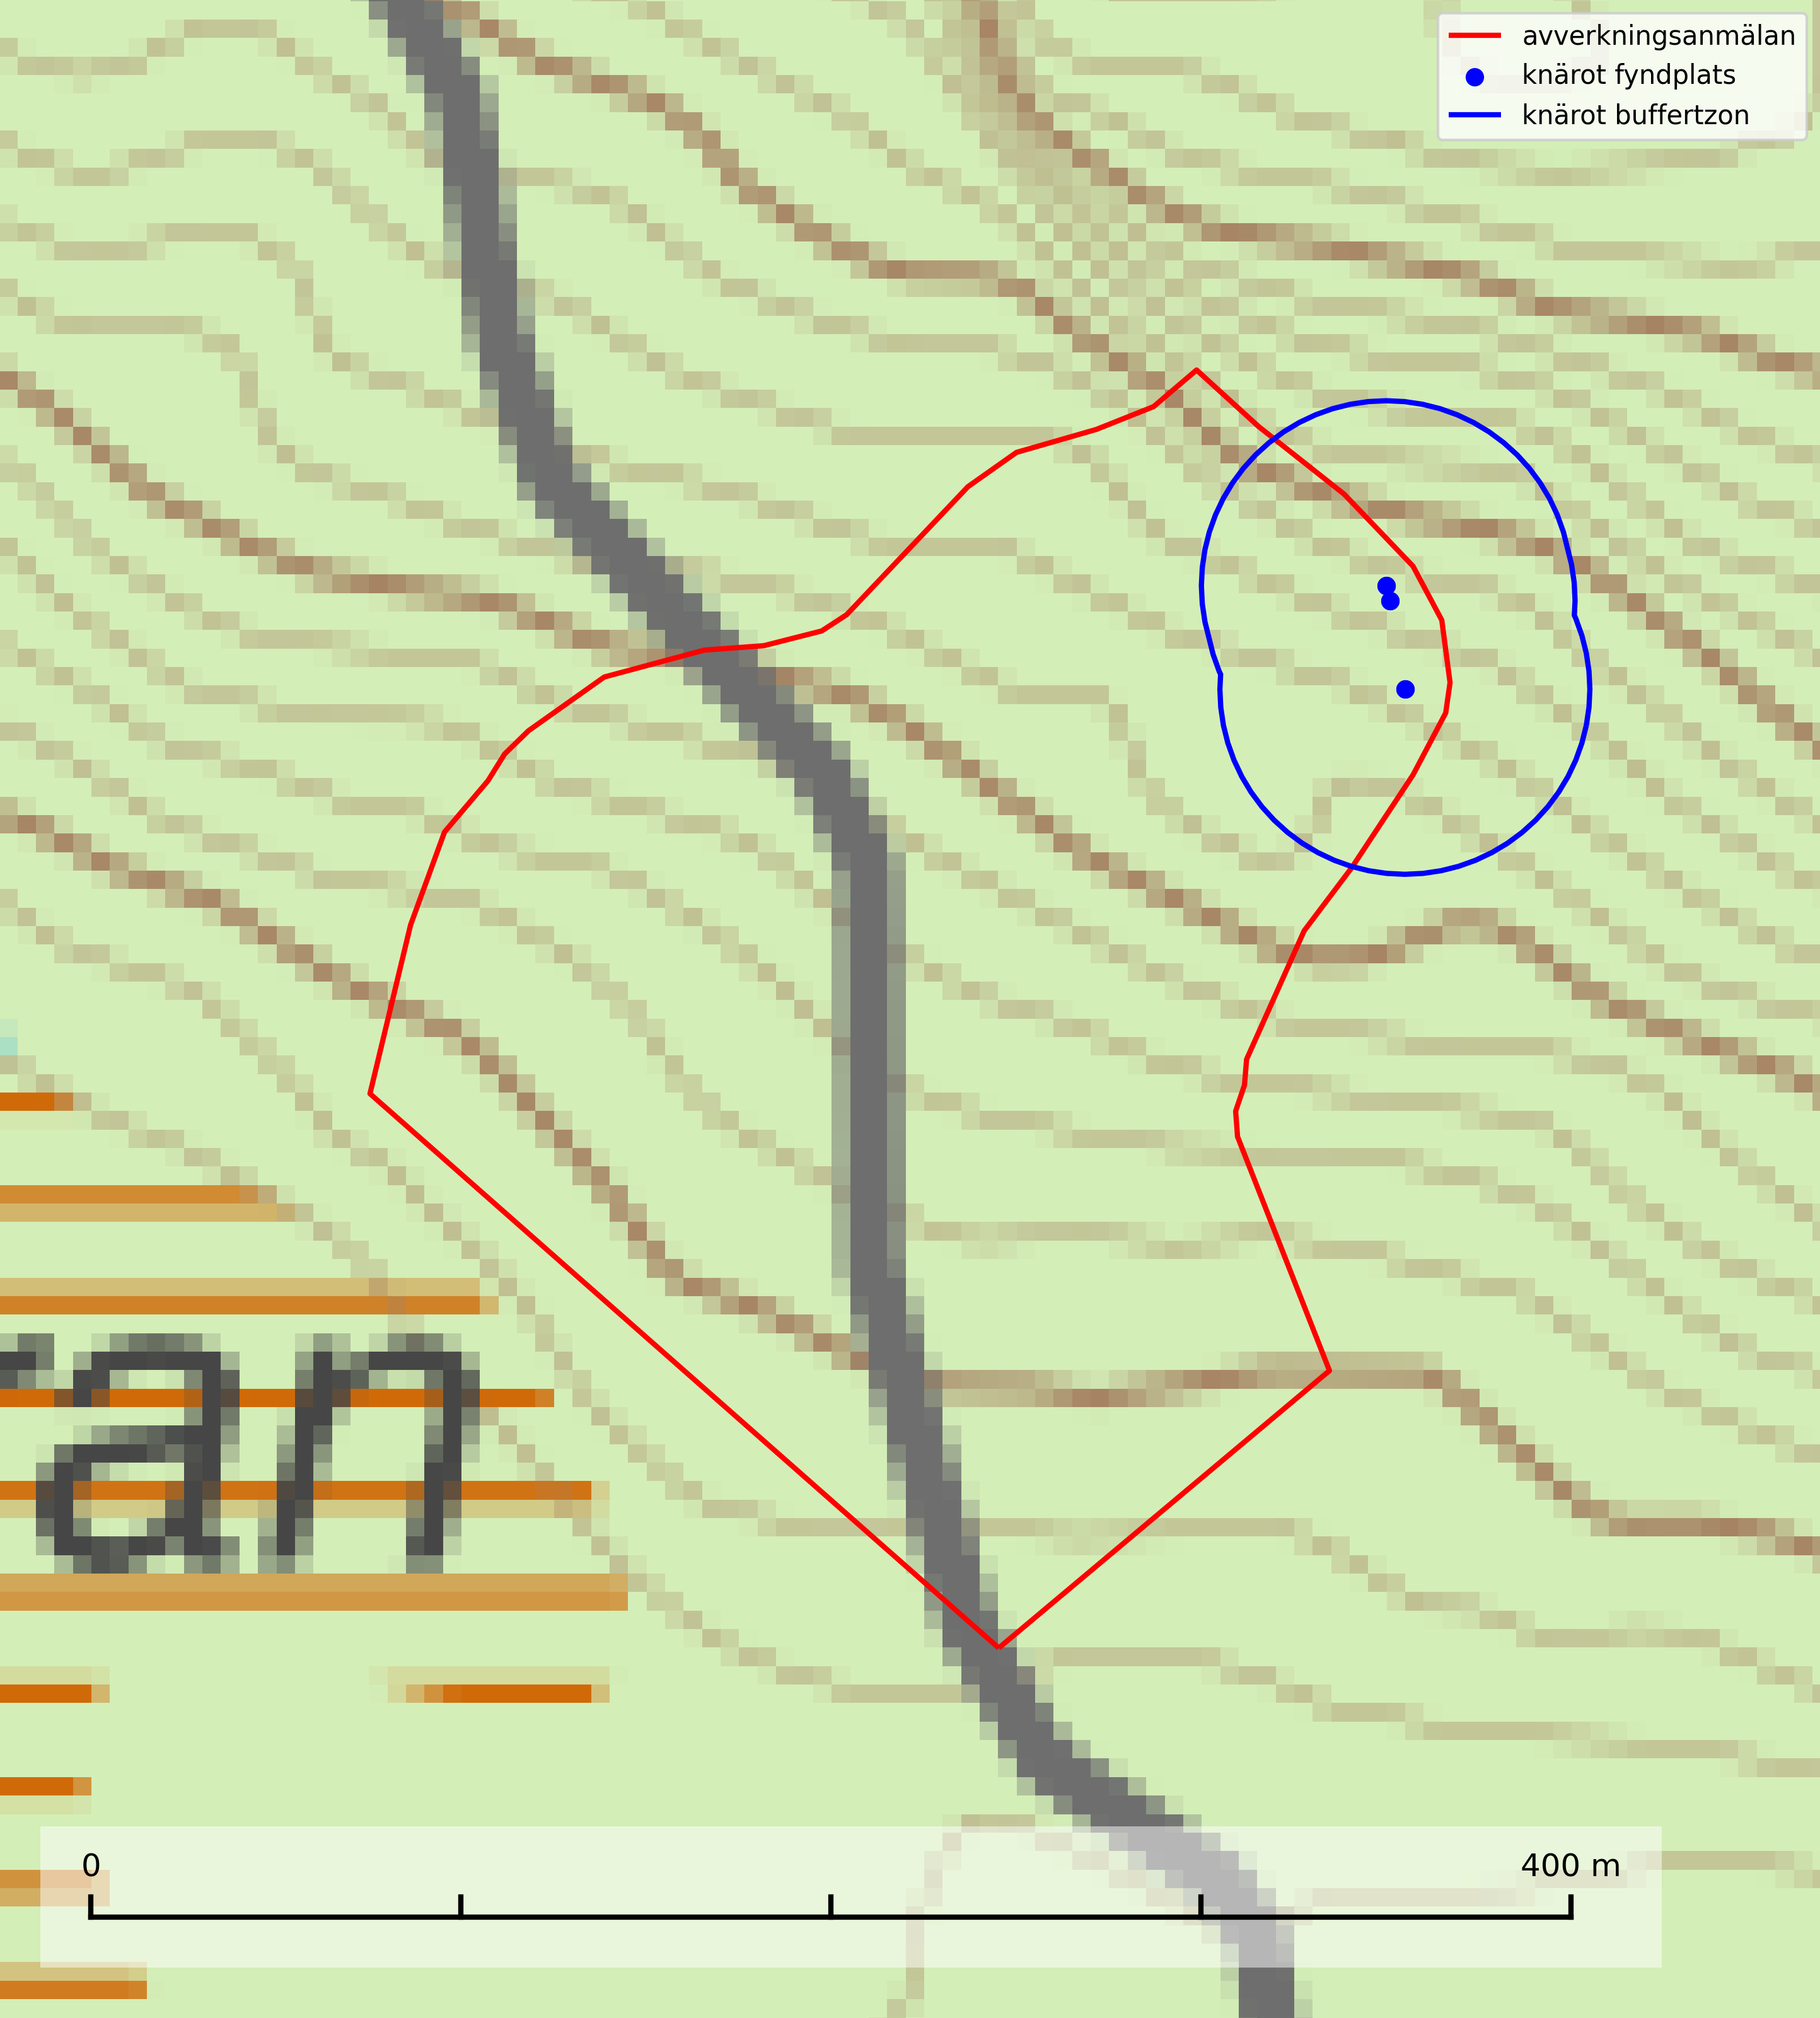 avverkningsanmälan
knärot fyndplats
knärot buffertzon
an
0 400 m